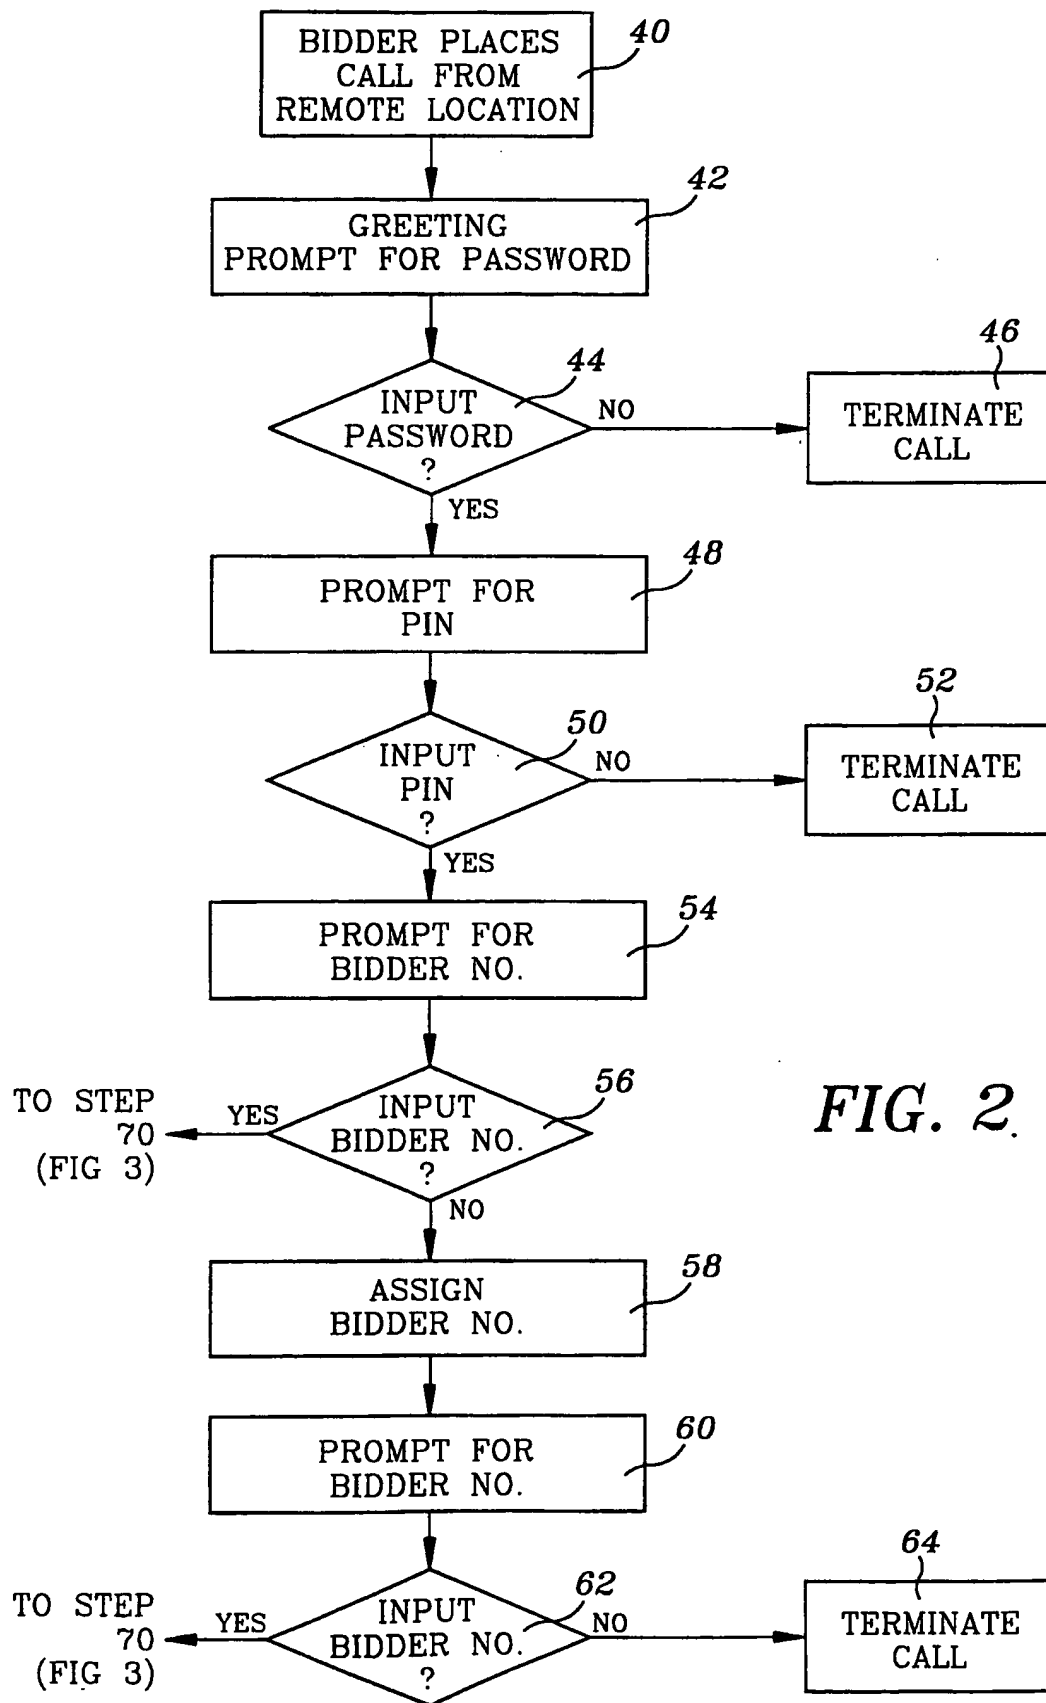 BIDDER PLACES
CALL FROM
REMOTE LOCATION
40
GREETING
PROMPT FOR PASSWORD
42
INPUT
PASSWORD
?
44
NO
TERMINATE
CALL
46
YES
PROMPT FOR
PIN
48
INPUT
PIN
?
50
NO
TERMINATE
CALL
52
YES
PROMPT FOR
BIDDER NO.
54
INPUT
BIDDER NO.
?
56
YES
TO STEP
70
(FIG 3)
NO
FIG. 2.
ASSIGN
BIDDER NO.
58
PROMPT FOR
BIDDER NO.
60
INPUT
BIDDER NO.
?
62
YES
TO STEP
70
(FIG 3)
NO
TERMINATE
CALL
64